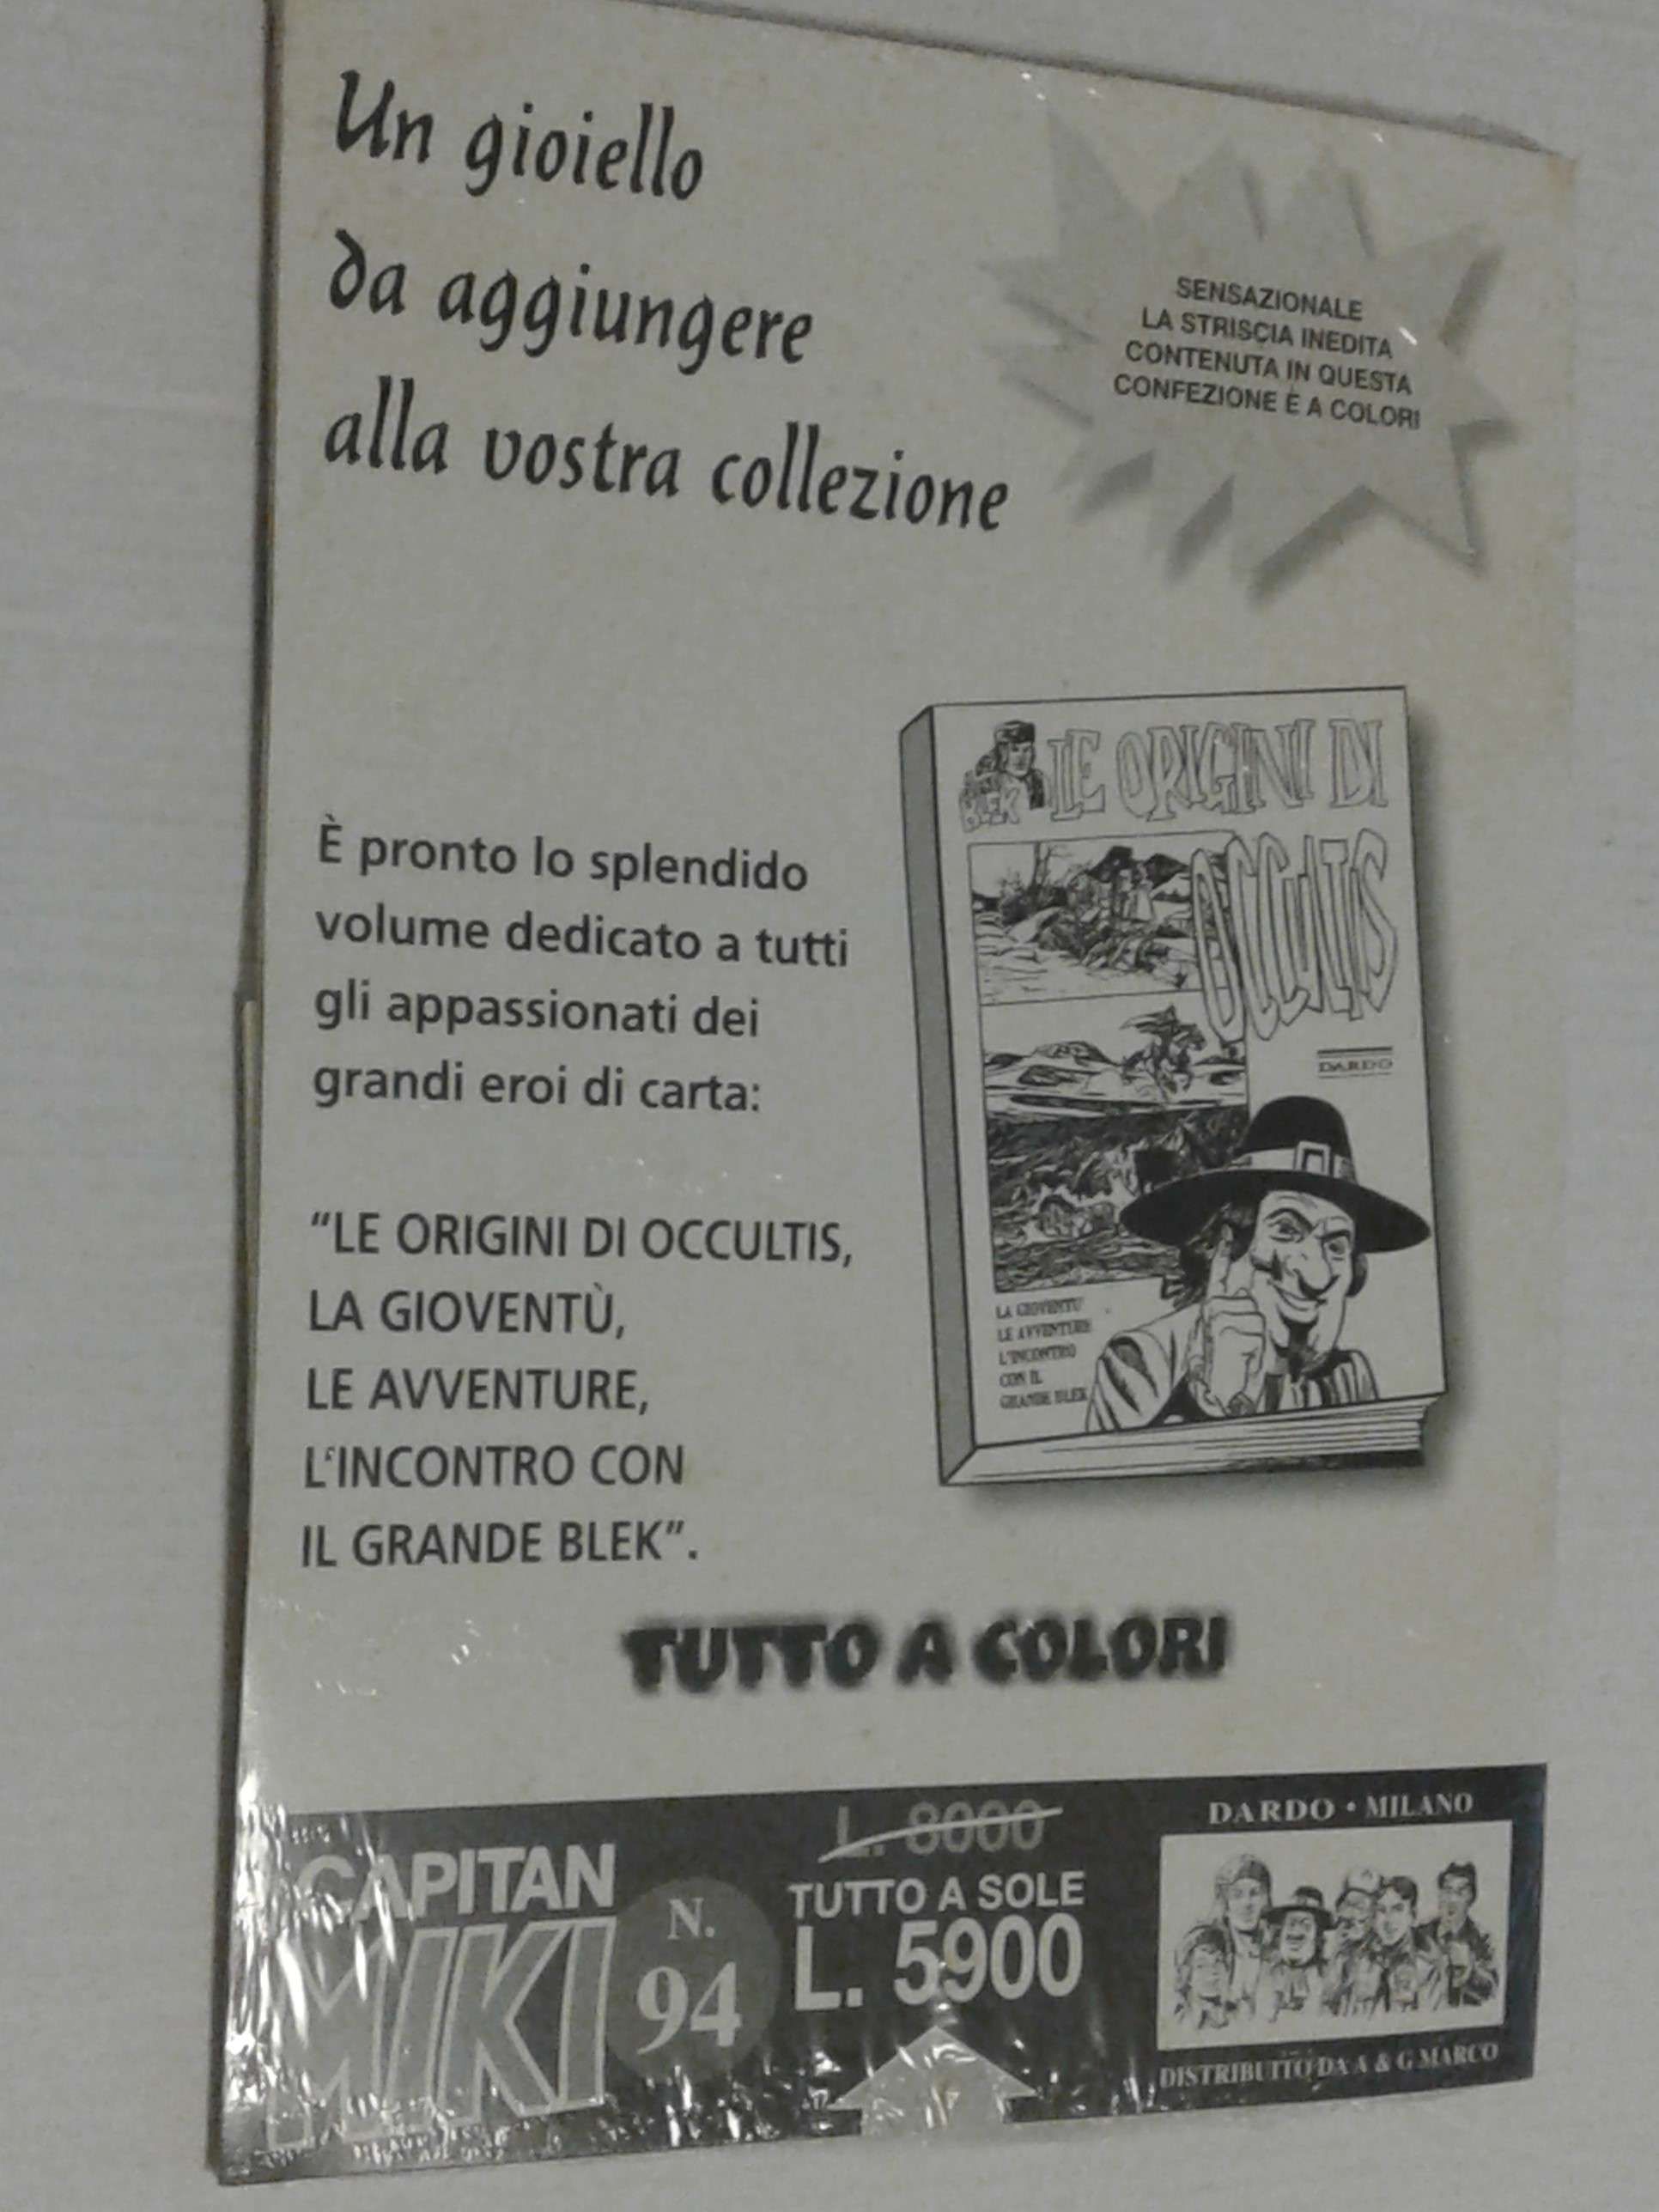 Un gioiello
da aggiungere
alla vostra collezione
SENSAZIONALE
LA STRISCIA INEDITA
CONTENUTA IN QUESTA
CONFEZIONE È A COLORI
È pronto lo splendido
volume dedicato a tutti
gli appassionati dei
grandi eroi di carta:
“LE ORIGINI DI OCCULTIS,
LA GIOVENTÙ,
LE AVVENTURE,
L'INCONTRO CON
IL GRANDE BLEK”.
BLEK
LE ORIGINI DI
OCCULTIS
DARDO
LA GIOVENTU'
LE AVVENTURE
L'INCONTRO
CON IL
GRANDE BLEK
TUTTO A COLORI
CAPITAN
MIKI
N.
94
L. 8000
TUTTO A SOLE
L. 5900
DARDO • MILANO
DISTRIBUITO DA A & G MARCO